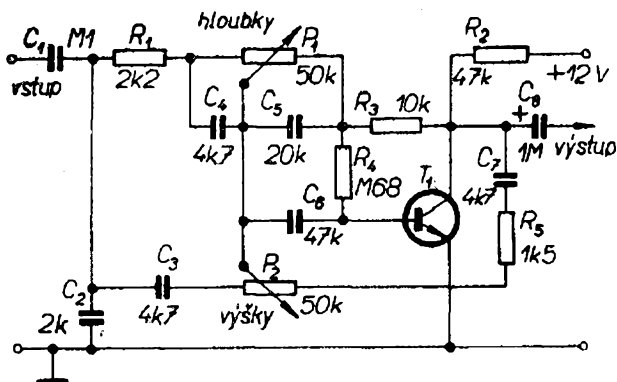 hloubky
C₁ M1 R₁ P₁ R₂
vstup 2k2 50k 47k +12V
C₄ C₅ R₃ 10k C₈
4k7 20k + 1M výstup
R₄ M68 T₁ C₇ 4k7
C₆ 47k
R₅ 1k5
C₃ P₂
C₂ 4k7 výšky 50k
2k